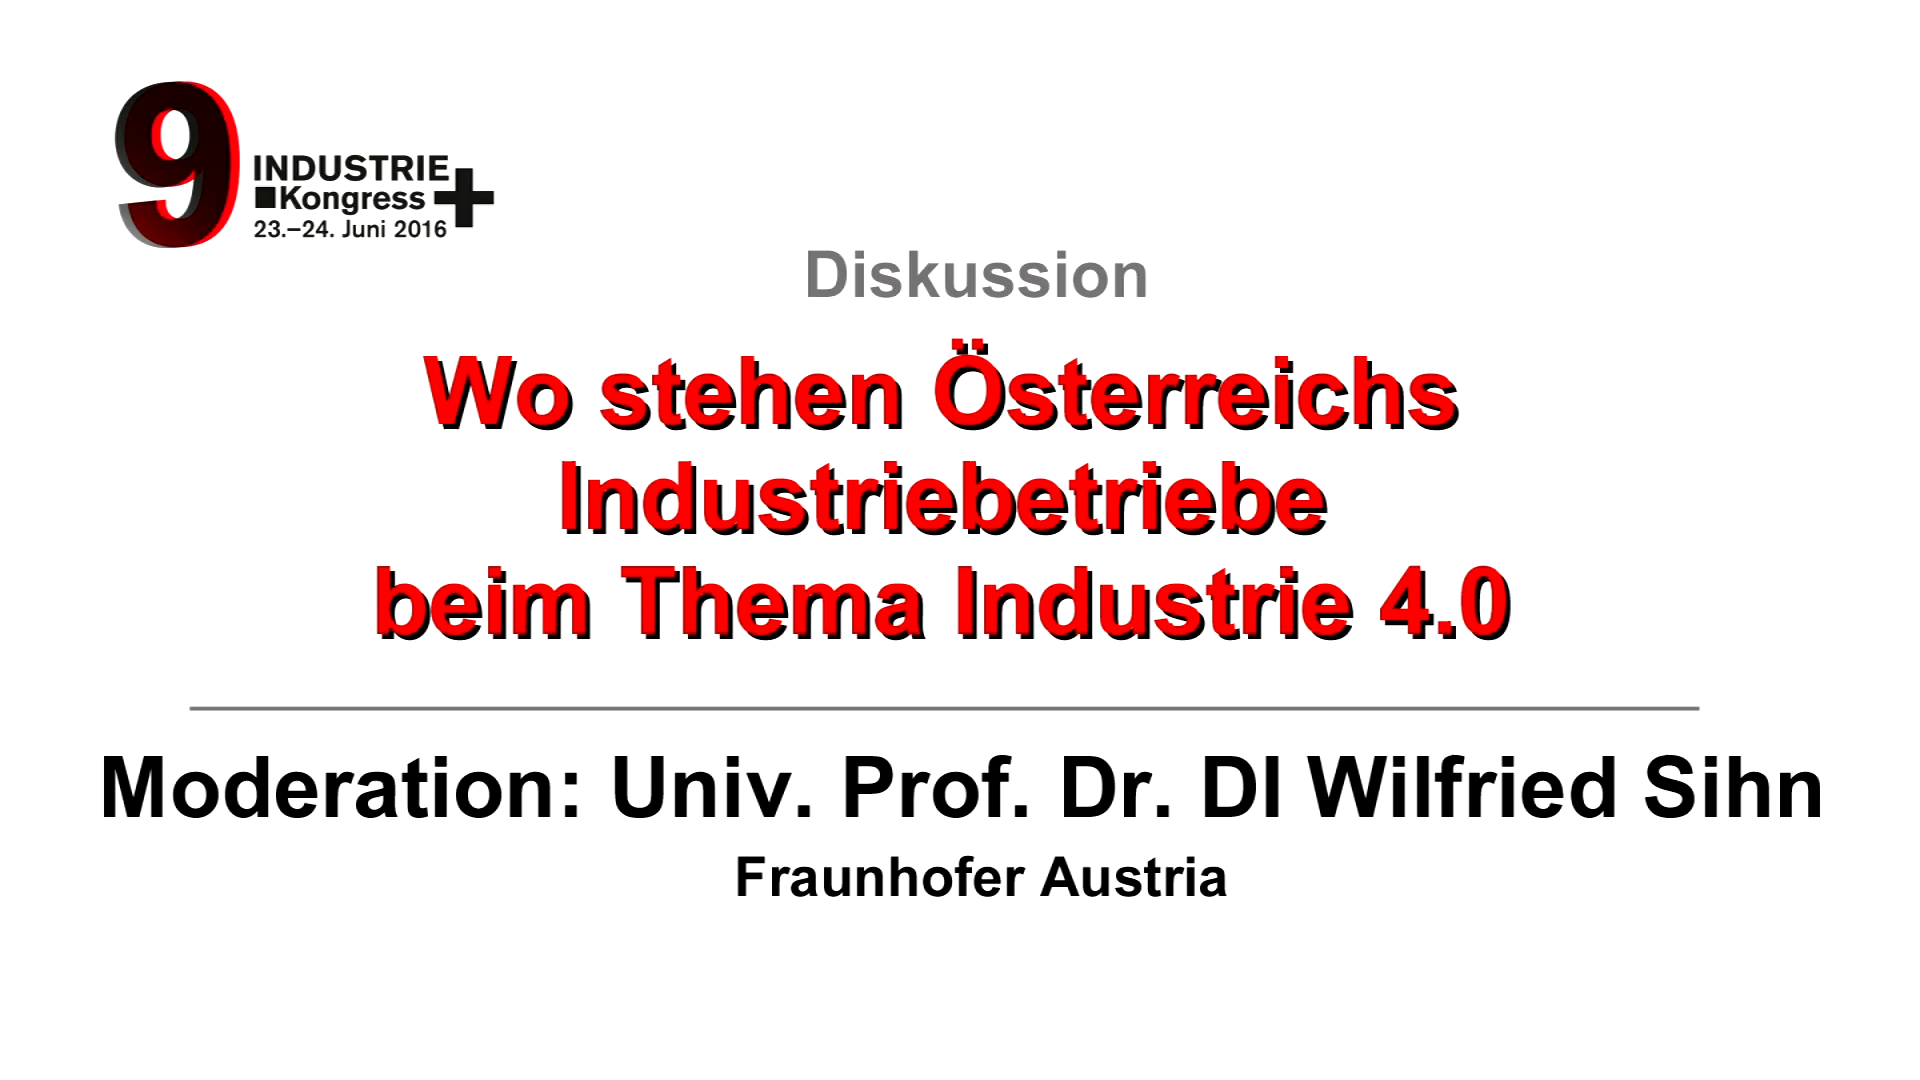 9
INDUSTRIE
Kongress +
23.–24. Juni 2016
Diskussion
Wo stehen Österreichs
Industriebetriebe
beim Thema Industrie 4.0
Moderation: Univ. Prof. Dr. DI Wilfried Sihn
Fraunhofer Austria